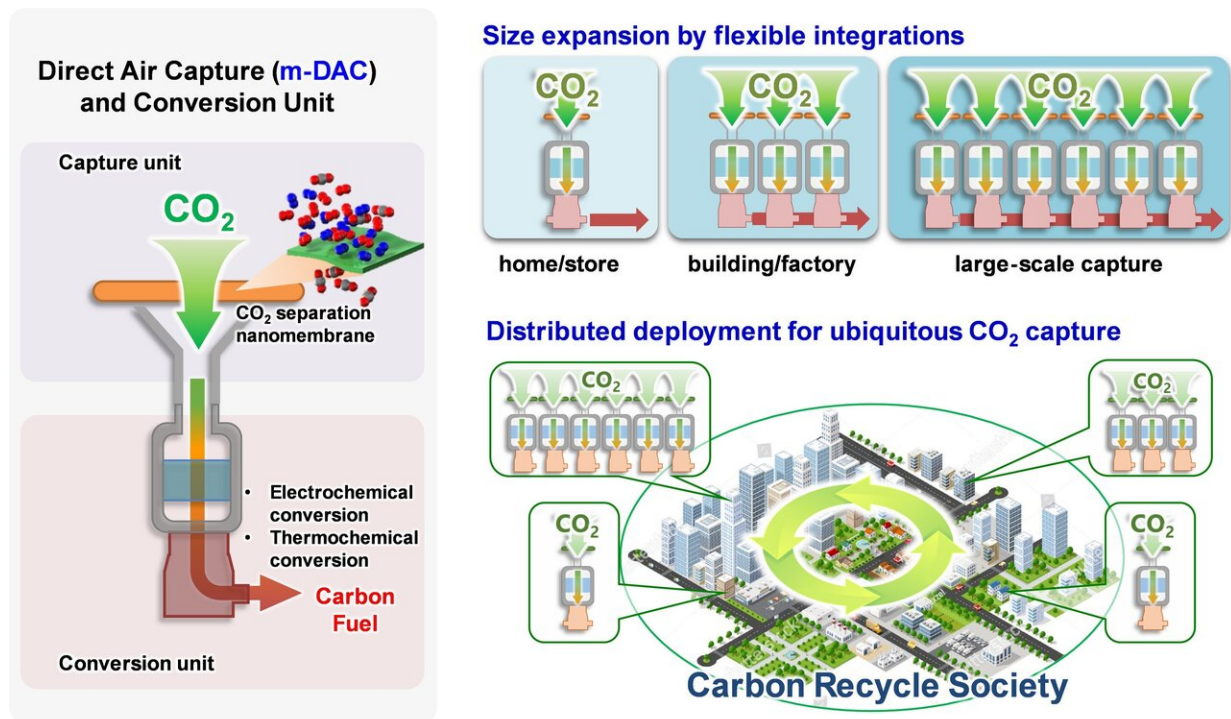 Direct Air Capture (m-DAC)
and Conversion Unit
Capture unit
CO₂
CO₂ separation
nanomembrane
• Electrochemical
conversion
• Thermochemical
conversion
Carbon
Fuel
Conversion unit
Size expansion by flexible integrations
CO₂
CO₂
CO₂
home/store
building/factory
large-scale capture
Distributed deployment for ubiquitous CO₂ capture
CO₂
CO₂
CO₂
CO₂
Carbon Recycle Society